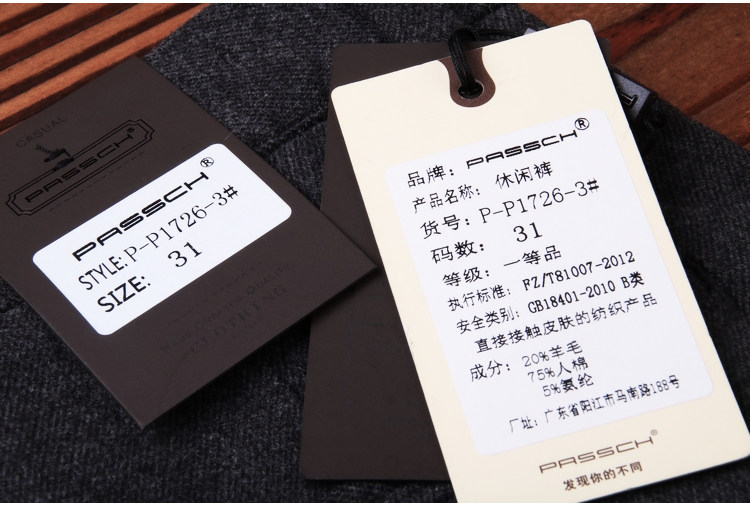 CASUAL
PASSCH
PASSCH®
STYLE:P-P1726-3#
SIZE: 31
品牌: PASSCH®
产品名称: 休闲裤
货号: P-P1726-3#
码数: 31
等级: 一等品
执行标准: FZ/T81007-2012
安全类别: GB18401-2010 B类
直接接触皮肤的纺织产品
成分: 20%羊毛
75%人棉
5%氨纶
厂址: 广东省阳江市马南路188号
PASSCH®
发现你的不同